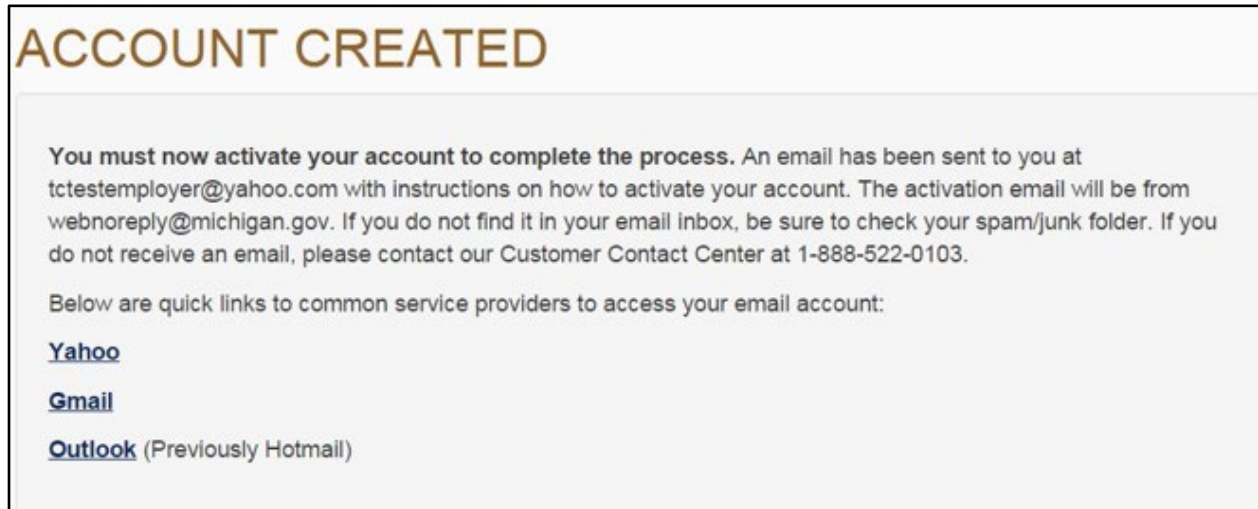 ACCOUNT CREATED
You must now activate your account to complete the process. An email has been sent to you at
tctestemployer@yahoo.com with instructions on how to activate your account. The activation email will be from
webnoreply@michigan.gov. If you do not find it in your email inbox, be sure to check your spam/junk folder. If you
do not receive an email, please contact our Customer Contact Center at 1-888-522-0103.
Below are quick links to common service providers to access your email account:
Yahoo
Gmail
Outlook (Previously Hotmail)